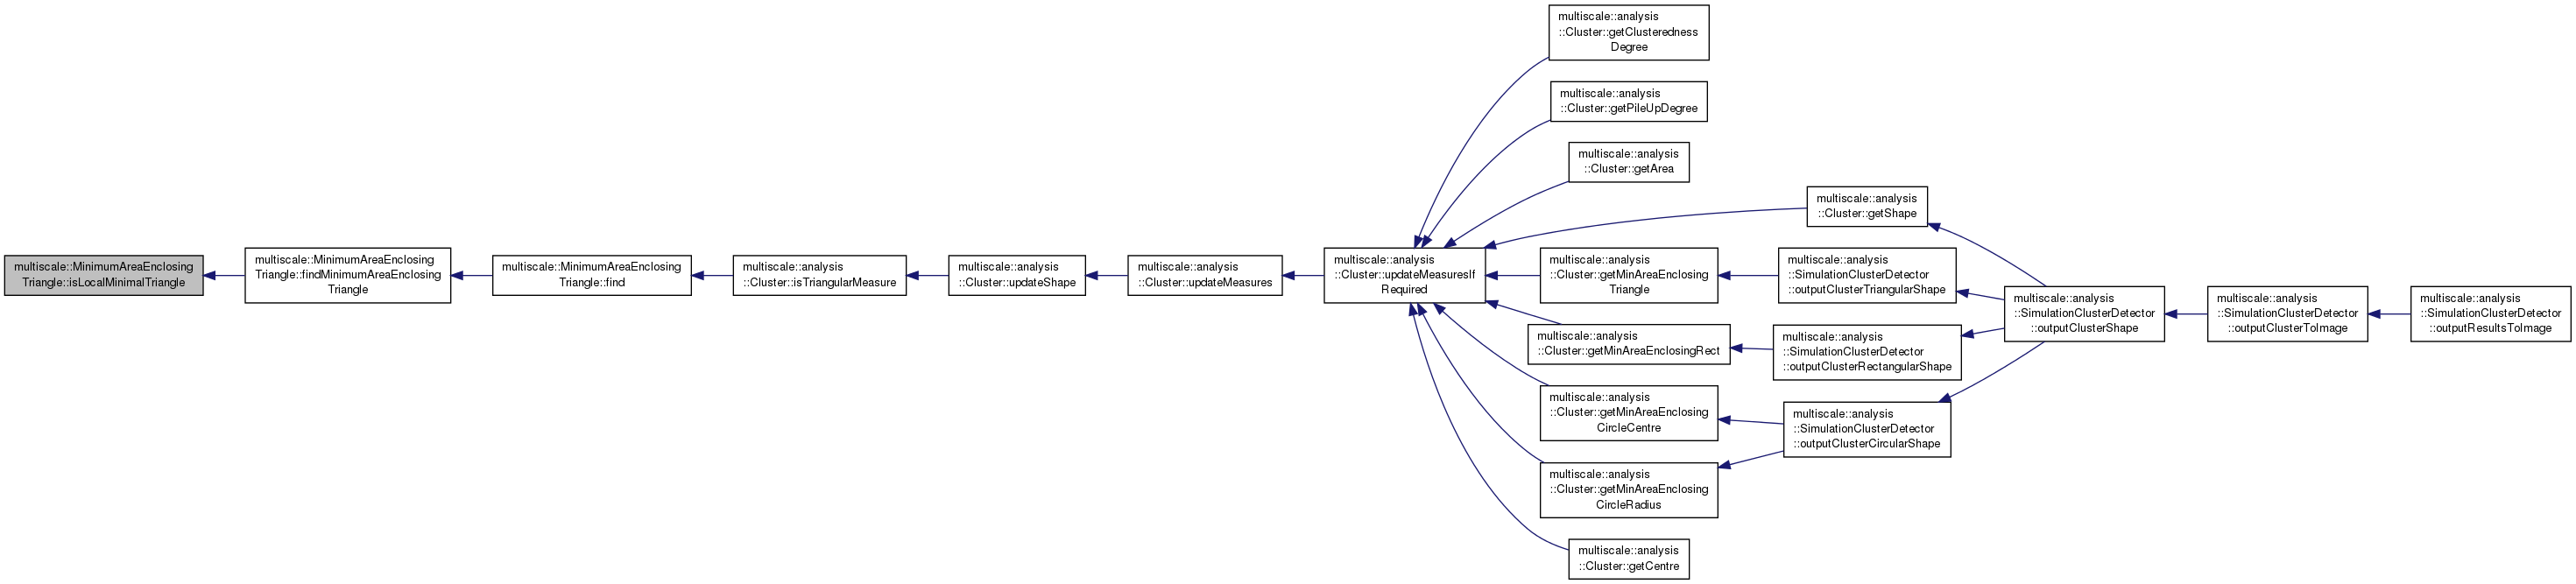 multiscale::MinimumAreaEnclosing
Triangle::isLocalMinimalTriangle
multiscale::MinimumAreaEnclosing
Triangle::findMinimumAreaEnclosing
Triangle
multiscale::MinimumAreaEnclosing
Triangle::find
multiscale::analysis
::Cluster::isTriangularMeasure
multiscale::analysis
::Cluster::updateShape
multiscale::analysis
::Cluster::updateMeasures
multiscale::analysis
::Cluster::updateMeasuresIf
Required
multiscale::analysis
::Cluster::getClusteredness
Degree
multiscale::analysis
::Cluster::getPileUpDegree
multiscale::analysis
::Cluster::getArea
multiscale::analysis
::Cluster::getShape
multiscale::analysis
::Cluster::getMinAreaEnclosing
Triangle
multiscale::analysis
::Cluster::getMinAreaEnclosingRect
multiscale::analysis
::Cluster::getMinAreaEnclosing
CircleCentre
multiscale::analysis
::Cluster::getMinAreaEnclosing
CircleRadius
multiscale::analysis
::Cluster::getCentre
multiscale::analysis
::SimulationClusterDetector
::outputClusterTriangularShape
multiscale::analysis
::SimulationClusterDetector
::outputClusterRectangularShape
multiscale::analysis
::SimulationClusterDetector
::outputClusterCircularShape
multiscale::analysis
::SimulationClusterDetector
::outputClusterShape
multiscale::analysis
::SimulationClusterDetector
::outputClusterToImage
multiscale::analysis
::SimulationClusterDetector
::outputResultsToImage